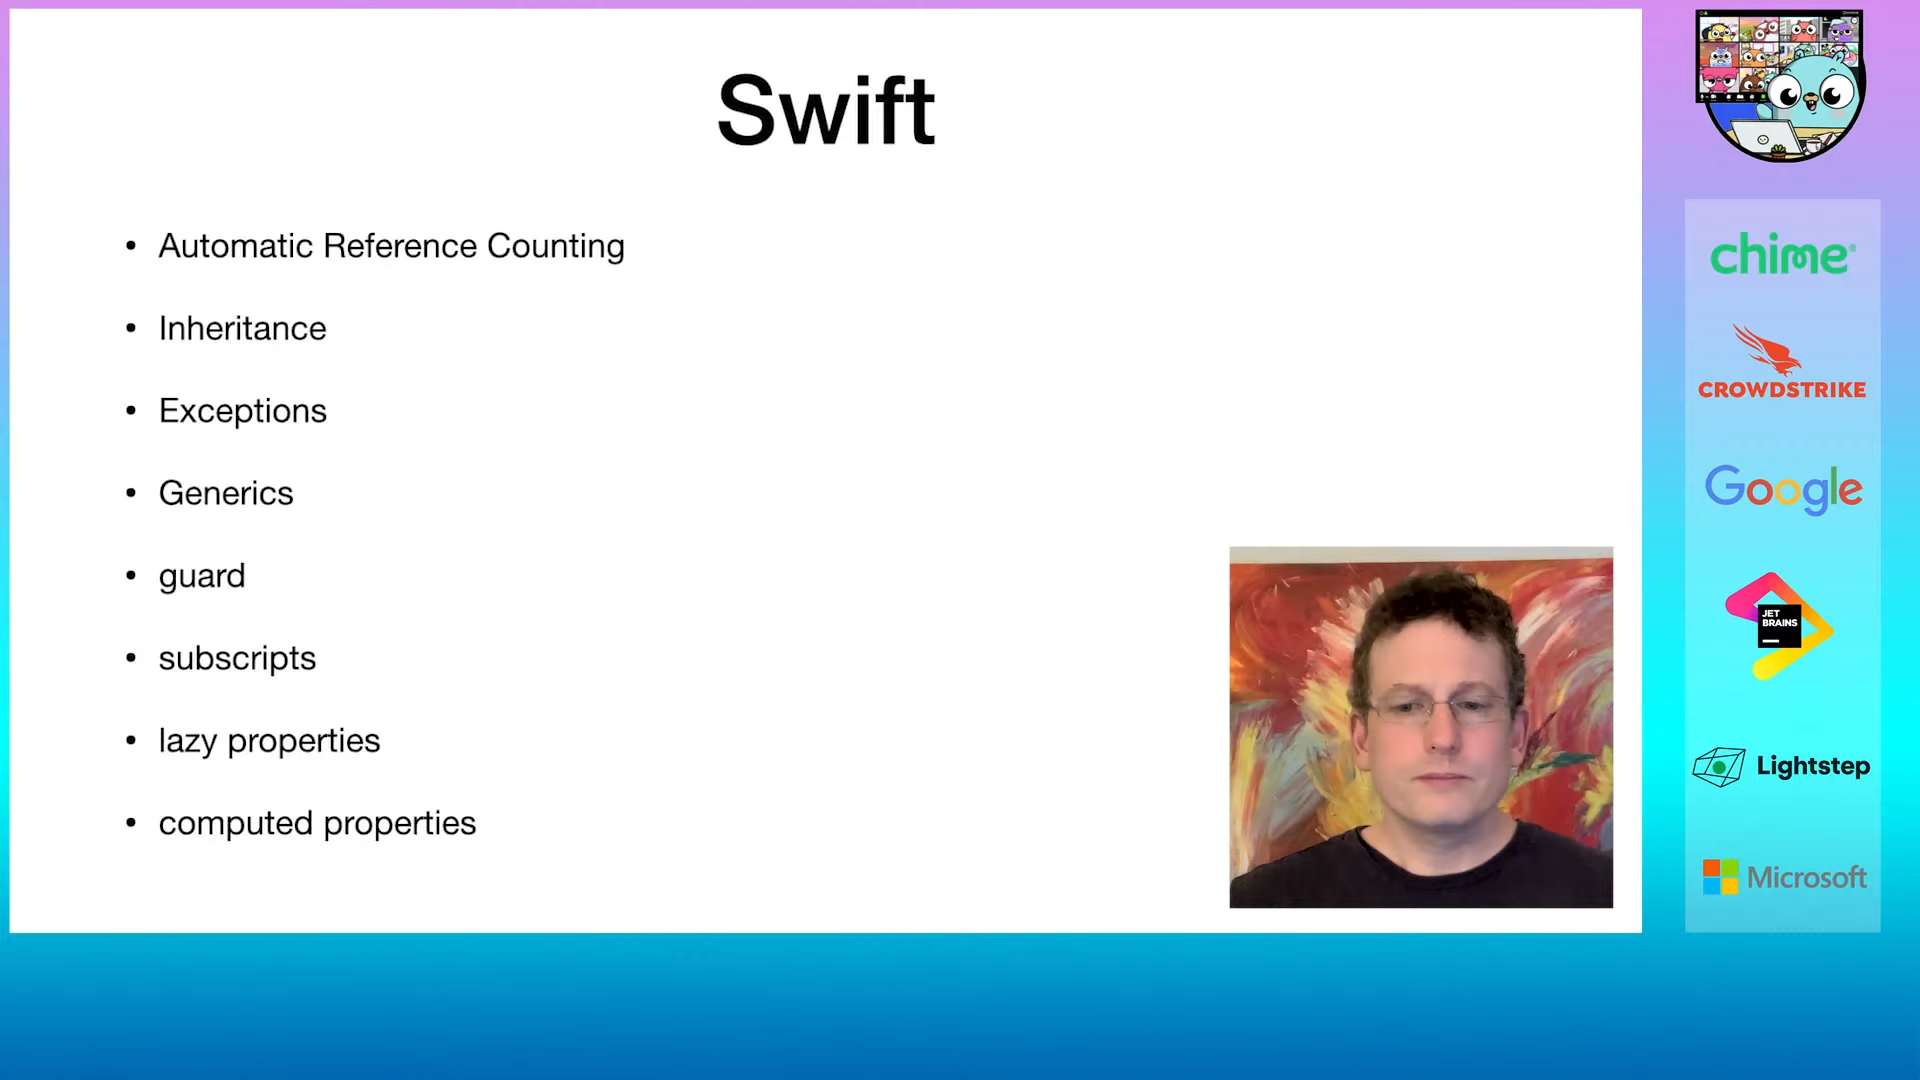 Swift
• Automatic Reference Counting
• Inheritance
• Exceptions
• Generics
• guard
• subscripts
• lazy properties
• computed properties
chime®
CROWDSTRIKE
Google
JET
BRAINS
Lightstep
Microsoft